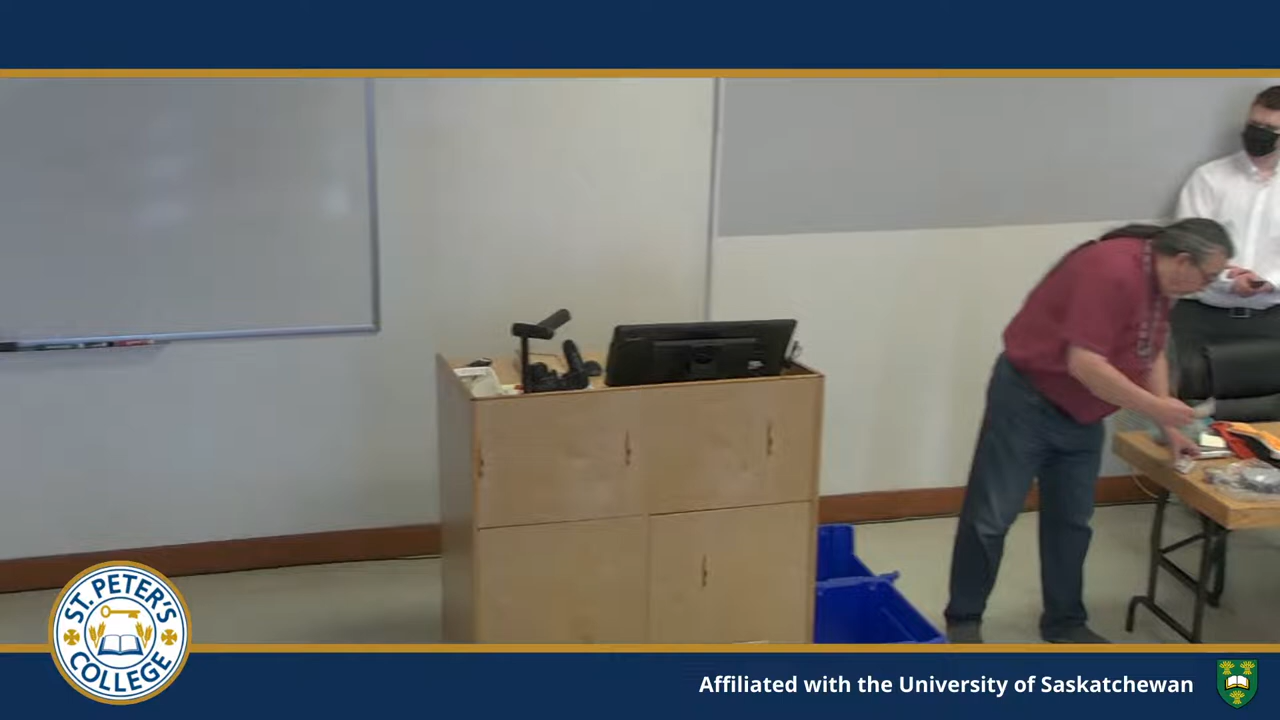 ST. PETER'S
COLLEGE
Affiliated with the University of Saskatchewan